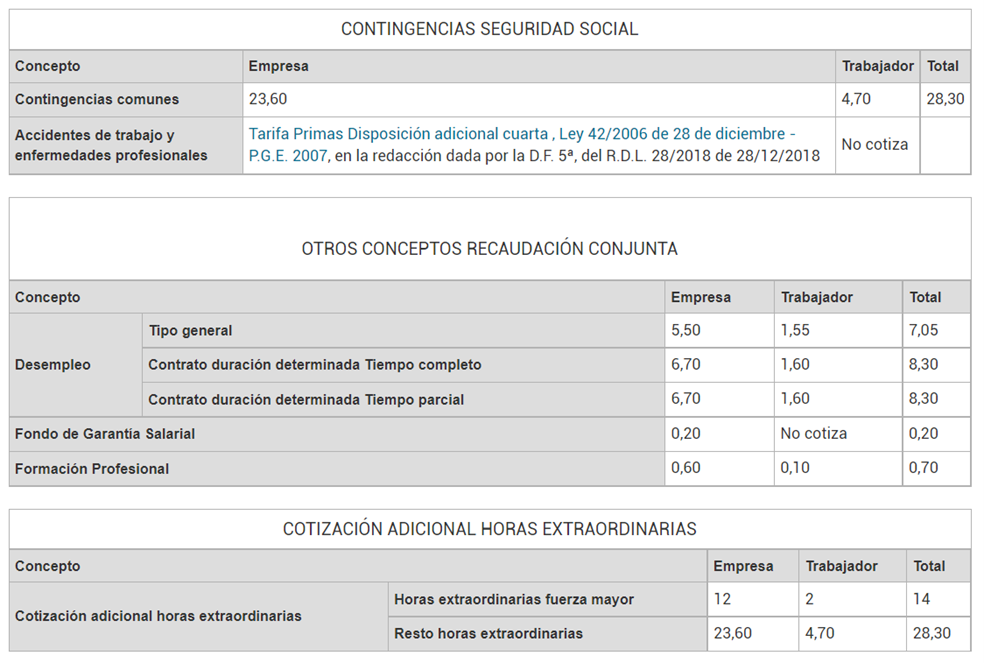 CONTINGENCIAS SEGURIDAD SOCIAL
Concepto Empresa Trabajador Total
Contingencias comunes 23,60 4,70 28,30
Accidentes de trabajo y
enfermedades profesionales
Tarifa Primas Disposición adicional cuarta , Ley 42/2006 de 28 de diciembre -
P.G.E. 2007, en la redacción dada por la D.F. 5ª, del R.D.L. 28/2018 de 28/12/2018
No cotiza
OTROS CONCEPTOS RECAUDACIÓN CONJUNTA
Concepto Empresa Trabajador Total
Desempleo
Tipo general 5,50 1,55 7,05
Contrato duración determinada Tiempo completo 6,70 1,60 8,30
Contrato duración determinada Tiempo parcial 6,70 1,60 8,30
Fondo de Garantía Salarial 0,20 No cotiza 0,20
Formación Profesional 0,60 0,10 0,70
COTIZACIÓN ADICIONAL HORAS EXTRAORDINARIAS
Concepto Empresa Trabajador Total
Cotización adicional horas extraordinarias
Horas extraordinarias fuerza mayor 12 2 14
Resto horas extraordinarias 23,60 4,70 28,30